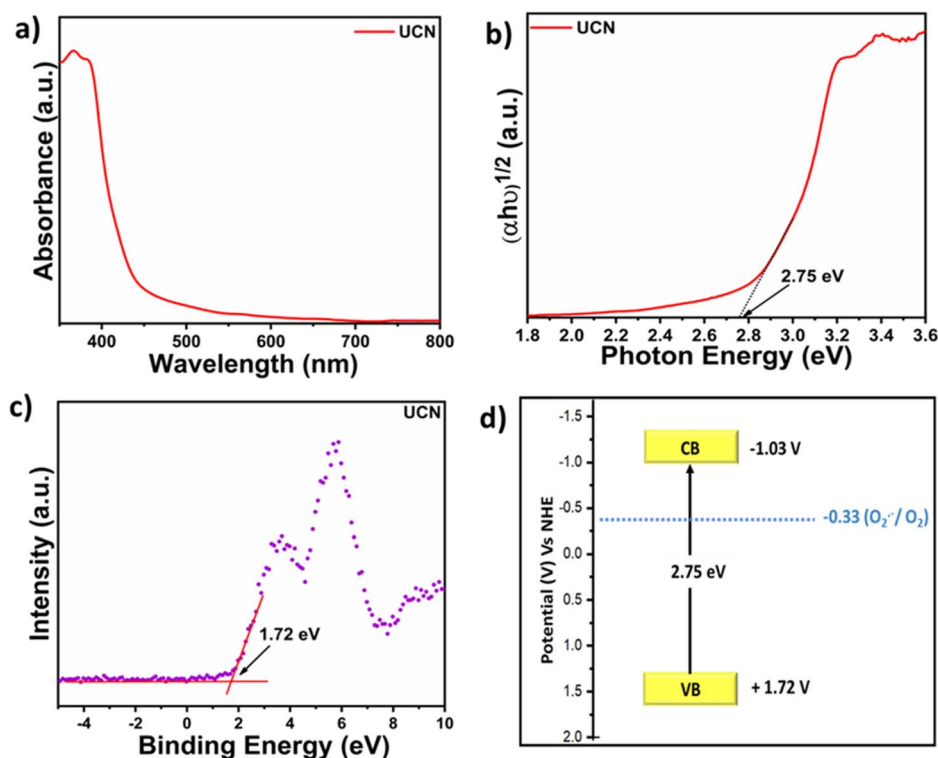 a)
UCN
Absorbance (a.u.)
400 500 600 700 800
Wavelength (nm)
b)
UCN
(αhυ)1/2 (a.u.)
2.75 eV
1.8 2.0 2.2 2.4 2.6 2.8 3.0 3.2 3.4 3.6
Photon Energy (eV)
c)
UCN
Intensity (a.u.)
1.72 eV
-4 -2 0 2 4 6 8 10
Binding Energy (eV)
d)
Potential (V) Vs NHE
-1.5
-1.0
-0.5
0.0
0.5
1.0
1.5
2.0
CB
-1.03 V
-0.33 (O2·-/ O2)
2.75 eV
VB
+ 1.72 V